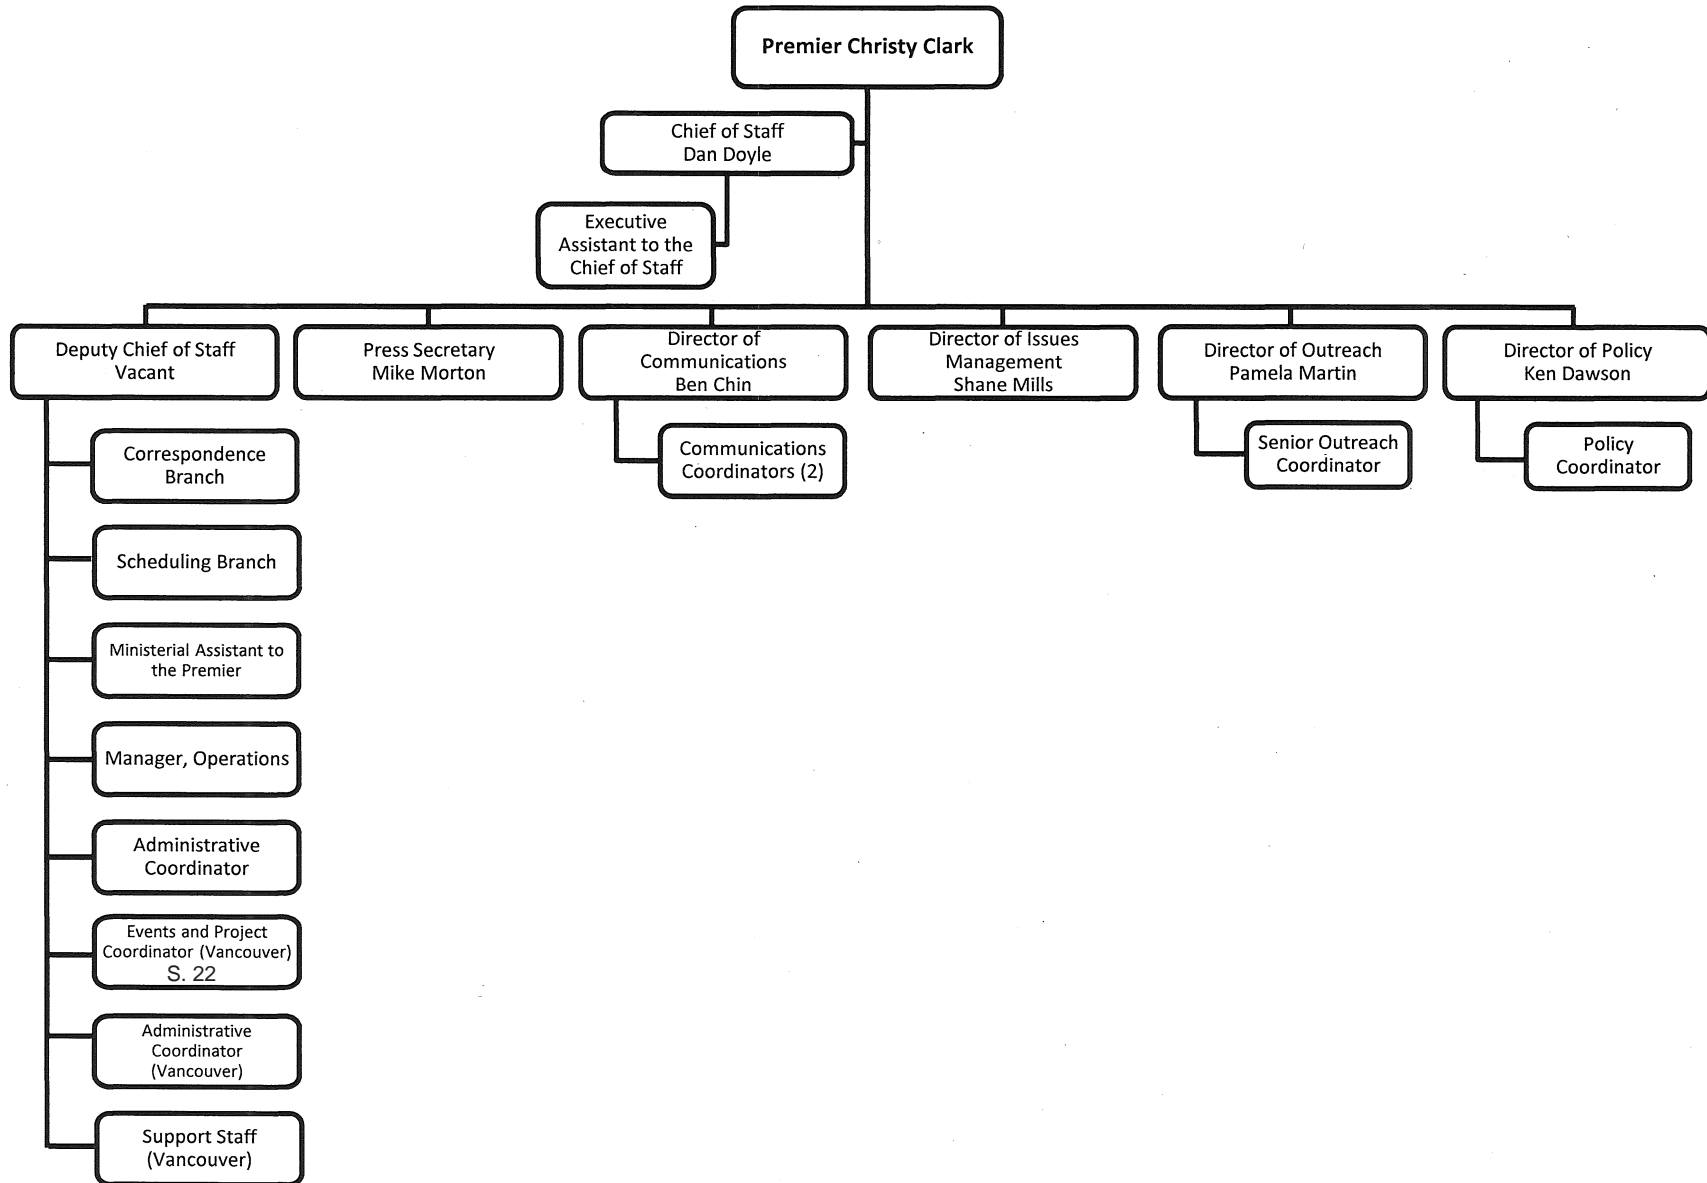 Premier Christy Clark
Chief of Staff
Dan Doyle
Executive
Assistant to the
Chief of Staff
Deputy Chief of Staff
Vacant
Press Secretary
Mike Morton
Director of
Communications
Ben Chin
Director of Issues
Management
Shane Mills
Director of Outreach
Pamela Martin
Director of Policy
Ken Dawson
Correspondence
Branch
Scheduling Branch
Ministerial Assistant to
the Premier
Manager, Operations
Administrative
Coordinator
Events and Project
Coordinator (Vancouver)
S. 22
Administrative
Coordinator
(Vancouver)
Support Staff
(Vancouver)
Communications
Coordinators (2)
Senior Outreach
Coordinator
Policy
Coordinator